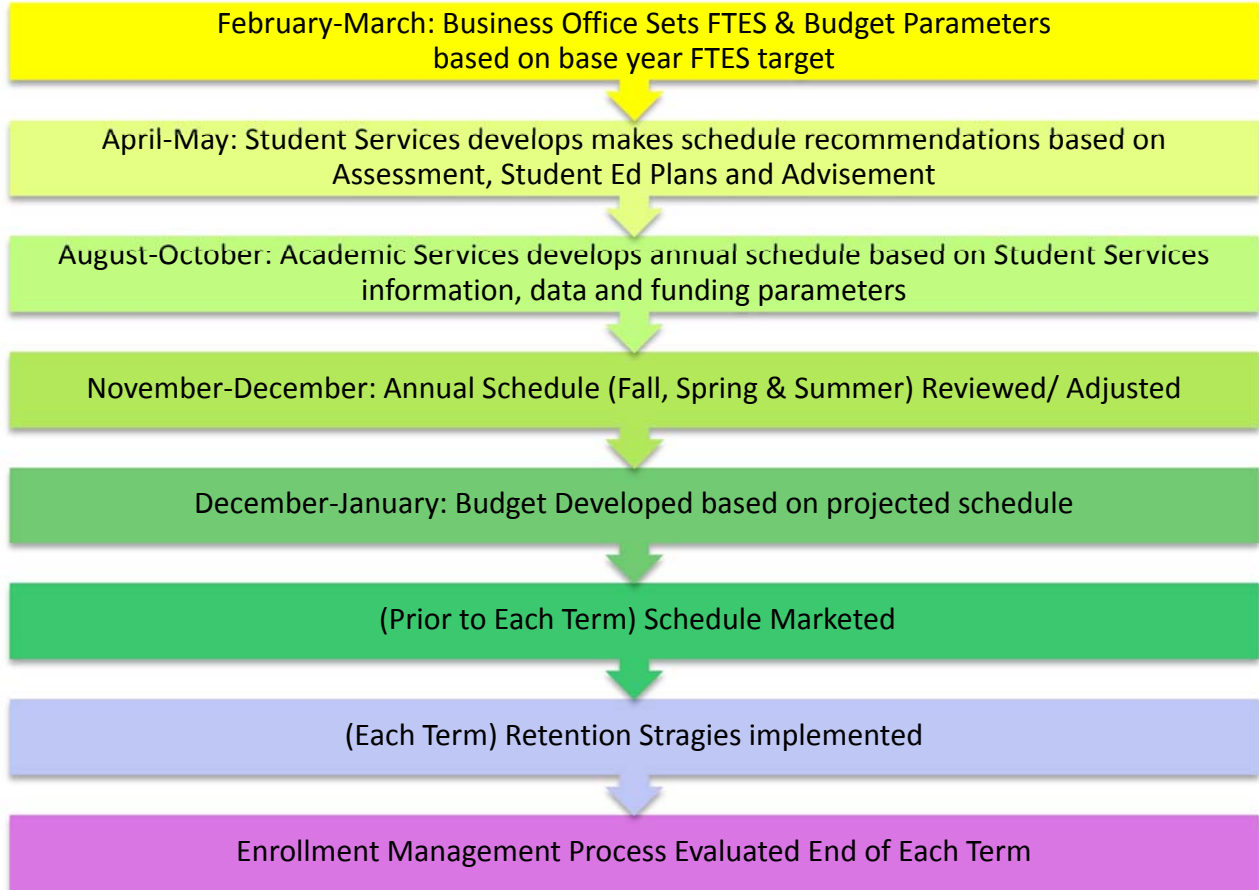 February-March: Business Office Sets FTES & Budget Parameters
based on base year FTES target
April-May: Student Services develops makes schedule recommendations based on
Assessment, Student Ed Plans and Advisement
August-October: Academic Services develops annual schedule based on Student Services
information, data and funding parameters
November-December: Annual Schedule (Fall, Spring & Summer) Reviewed/ Adjusted
December-January: Budget Developed based on projected schedule
(Prior to Each Term) Schedule Marketed
(Each Term) Retention Stragies implemented
Enrollment Management Process Evaluated End of Each Term